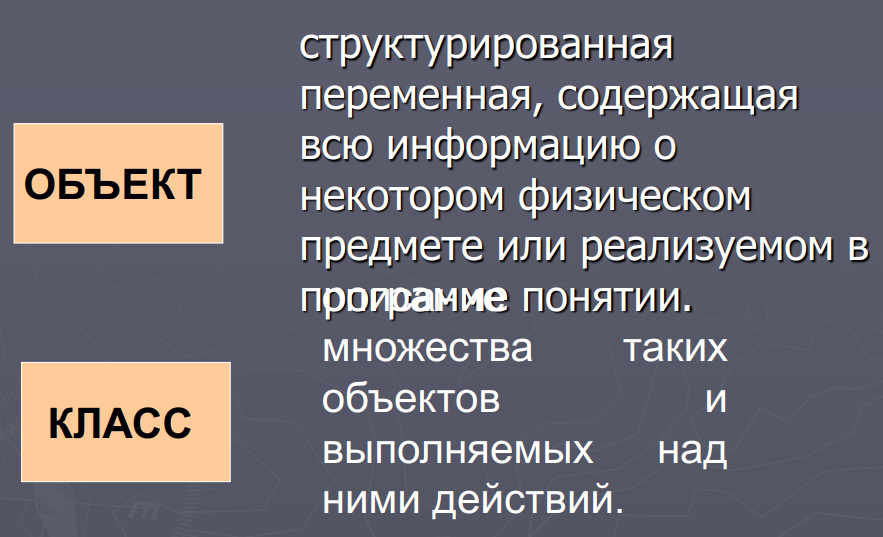 ОБЪЕКТ
структурированная
переменная, содержащая
всю информацию о
некотором физическом
предмете или реализуемом в
программе понятии.
КЛАСС
описание
множества таких
объектов и
выполняемых над
ними действий.